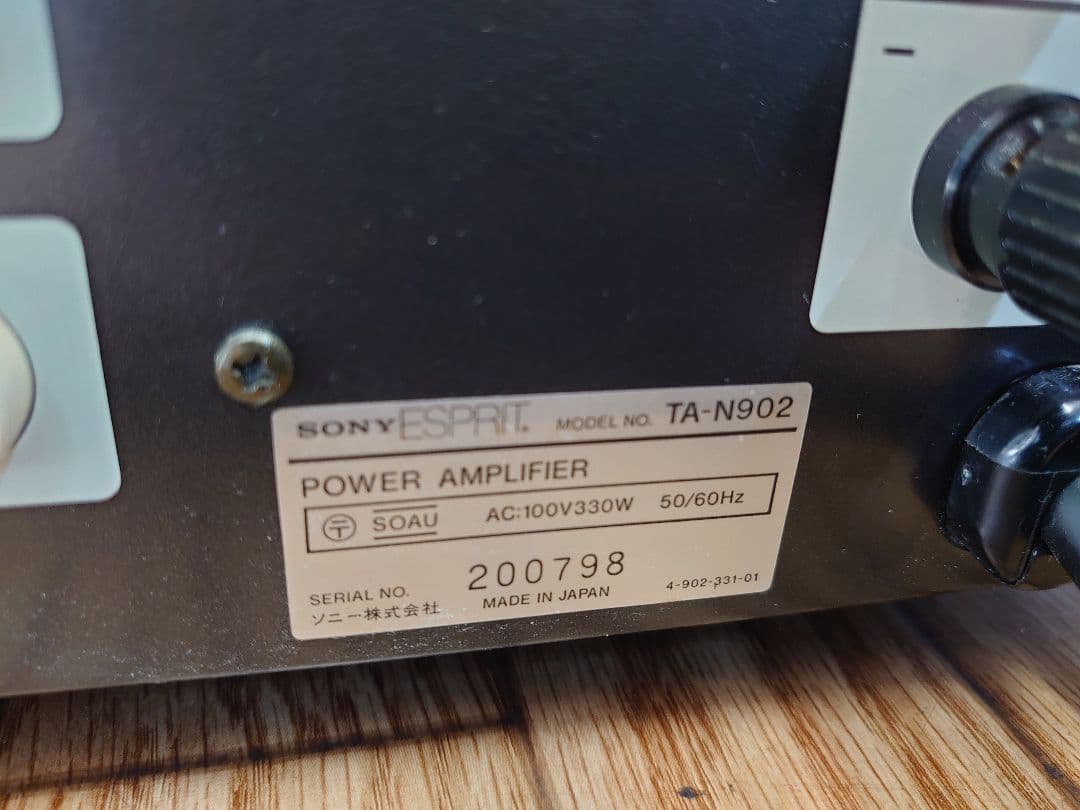 SONY ESPRIT. MODEL NO. TA-N902
POWER AMPLIFIER
〒 SOAU AC:100V330W 50/60Hz
SERIAL NO. 200798 4-902-331-01
ソニー株式会社 MADE IN JAPAN